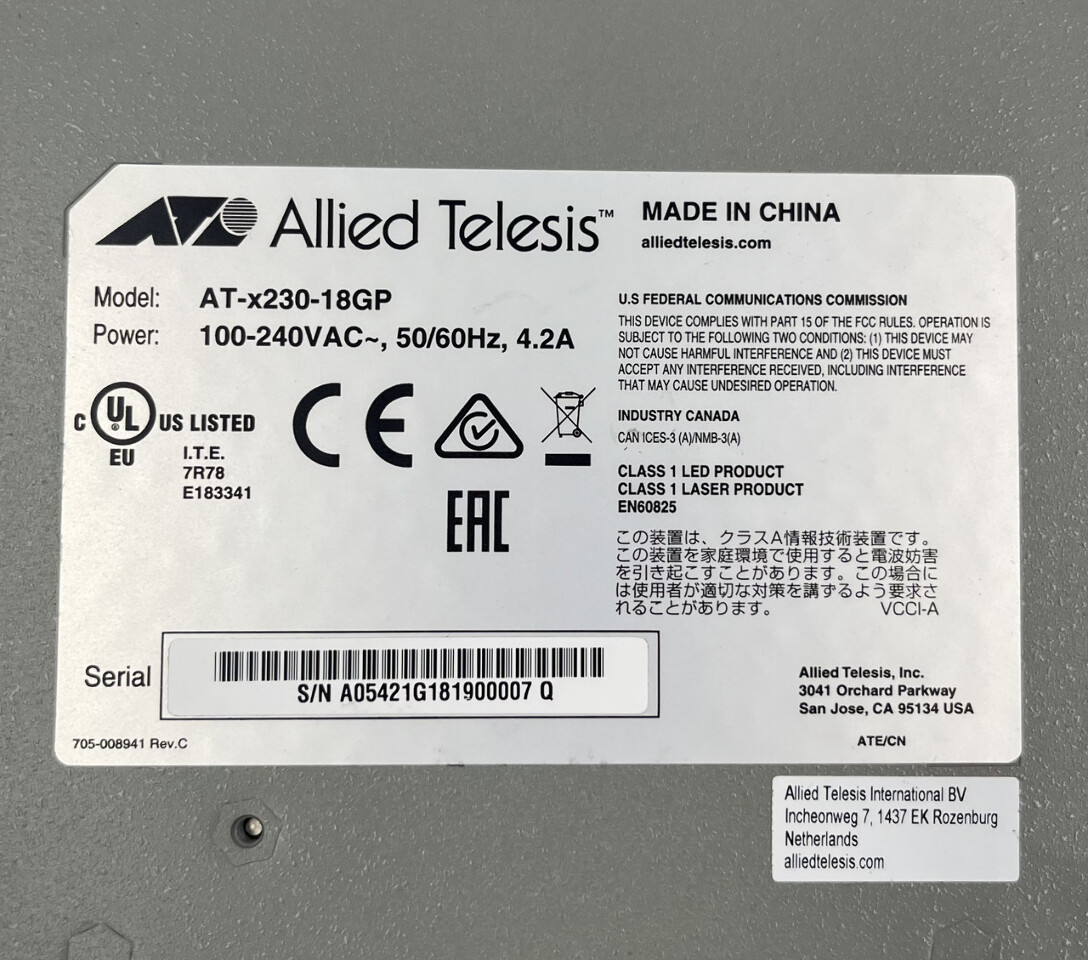 Allied Telesis™
MADE IN CHINA
alliedtelesis.com
Model: AT-x230-18GP
Power: 100-240VAC~, 50/60Hz, 4.2A
C UL® US LISTED
EU
I.T.E.
7R78
E183341
CE
EAC
U.S FEDERAL COMMUNICATIONS COMMISSION
THIS DEVICE COMPLIES WITH PART 15 OF THE FCC RULES. OPERATION IS
SUBJECT TO THE FOLLOWING TWO CONDITIONS: (1) THIS DEVICE MAY
NOT CAUSE HARMFUL INTERFERENCE AND (2) THIS DEVICE MUST
ACCEPT ANY INTERFERENCE RECEIVED, INCLUDING INTERFERENCE
THAT MAY CAUSE UNDESIRED OPERATION.
INDUSTRY CANADA
CAN ICES-3 (A)/NMB-3(A)
CLASS 1 LED PRODUCT
CLASS 1 LASER PRODUCT
EN60825
この装置は、クラスA情報技術装置です。
この装置を家庭環境で使用すると電波妨害
を引き起こすことがあります。この場合に
は使用者が適切な対策を講ずるよう要求さ
れることがあります。 VCCI-A
Serial
S/N A05421G181900007 Q
705-008941 Rev.C
Allied Telesis, Inc.
3041 Orchard Parkway
San Jose, CA 95134 USA
ATE/CN
Allied Telesis International BV
Incheonweg 7, 1437 EK Rozenburg
Netherlands
alliedtelesis.com